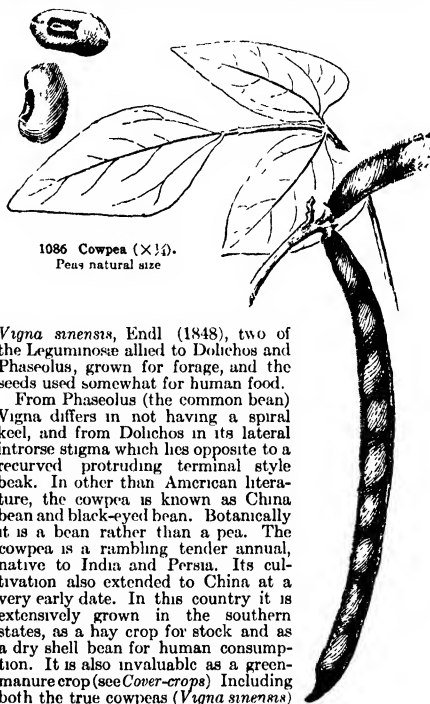 1086 Cowpea (×¼).
Peas natural size
Vigna sinensis, Endl (1848), two of
the Leguminosæ allied to Dolichos and
Phaseolus, grown for forage, and the
seeds used somewhat for human food.
From Phaseolus (the common bean)
Vigna differs in not having a spiral
keel, and from Dolichos in its lateral
introrse stigma which lies opposite to a
recurved protruding terminal style
beak. In other than American litera-
ture, the cowpea is known as China
bean and black-eyed bean. Botanically
it is a bean rather than a pea. The
cowpea is a rambling tender annual,
native to India and Persia. Its cul-
tivation also extended to China at a
very early date. In this country it is
extensively grown in the southern
states, as a hay crop for stock and as
a dry shell bean for human consump-
tion. It is also invaluable as a green-
manure crop (see Cover-crops) Including
both the true cowpeas (Vigna sinensis)